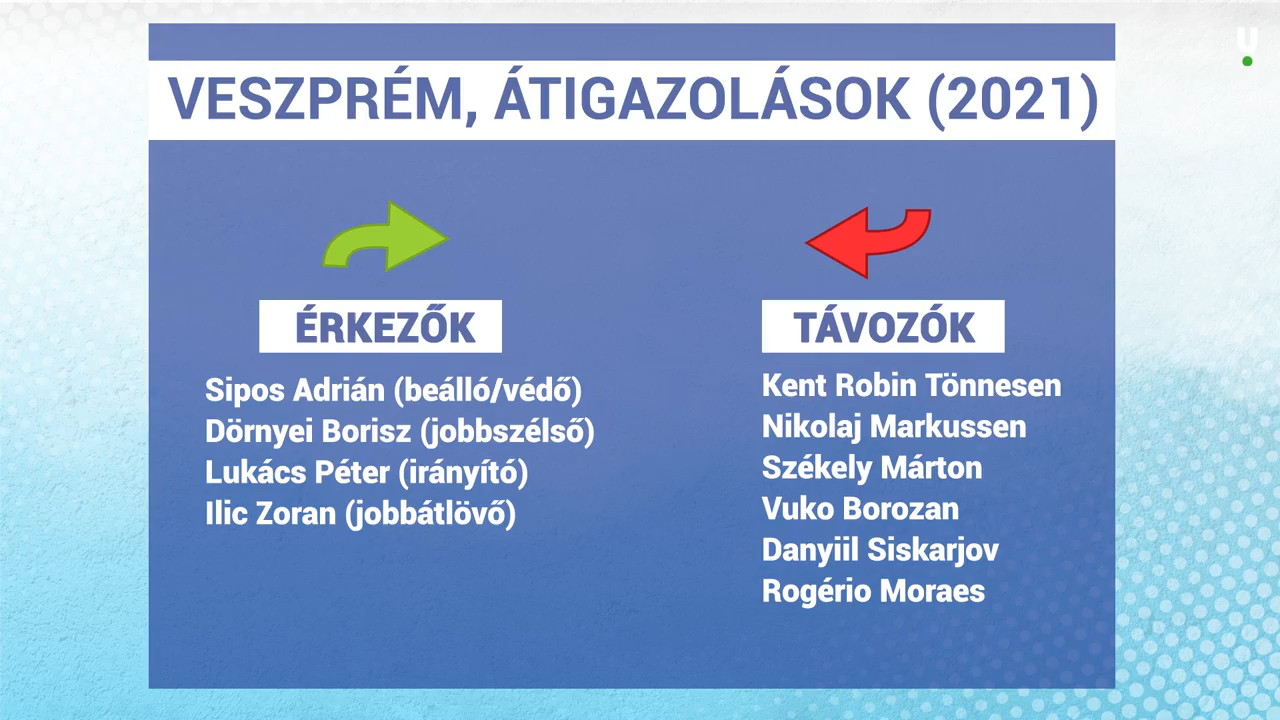 VESZPRÉM, ÁTIGAZOLÁSOK (2021)
ÉRKEZŐK
Sipos Adrián (beálló/védő)
Dörnyei Borisz (jobbszélső)
Lukács Péter (irányító)
Ilic Zoran (jobbátlövő)
TÁVOZÓK
Kent Robin Tönnesen
Nikolaj Markussen
Székely Márton
Vuko Borozan
Danyiil Siskarjov
Rogério Moraes